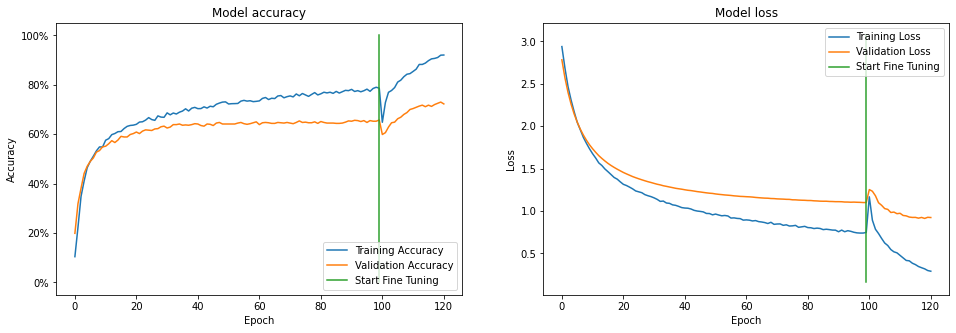 Model accuracy
100%
80%
60%
40%
20%
0%
Accuracy
0
20
40
60
80
100
120
Epoch
Training Accuracy
Validation Accuracy
Start Fine Tuning
Model loss
3.0
2.5
2.0
1.5
1.0
0.5
Loss
0
20
40
60
80
100
120
Epoch
Training Loss
Validation Loss
Start Fine Tuning